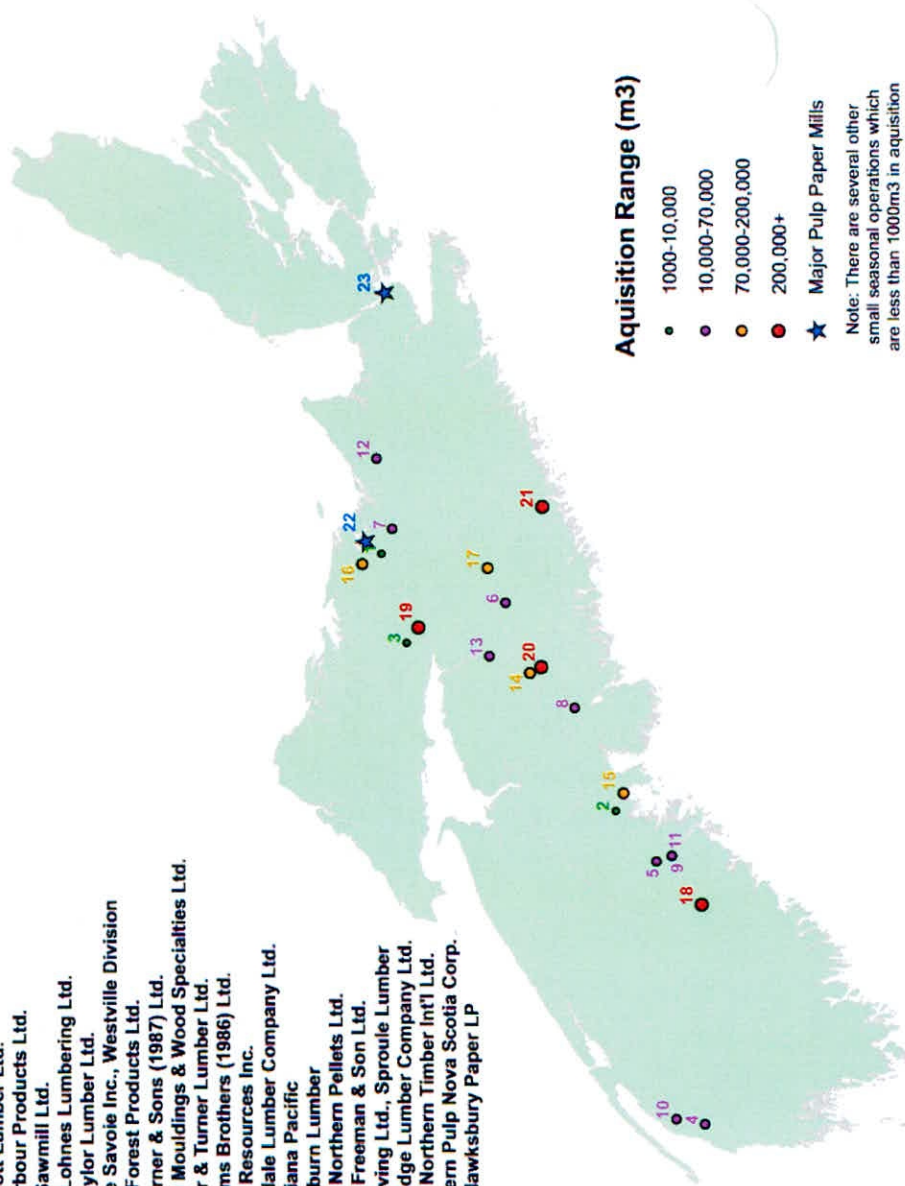 Lumber Ltd.
rbour Products Ltd.
Sawmill Ltd.
Lohnes Lumbering Ltd.
ylor Lumber Ltd.
e Savoie Inc., Westville Division
Forest Products Ltd.
rner & Sons (1987) Ltd.
Mouldings & Wood Specialties Ltd.
r & Turner Lumber Ltd.
ms Brothers (1986) Ltd.
Resources Inc.
dale Lumber Company Ltd.
iana Pacific
burn Lumber
Northern Pellets Ltd.
Freeman & Son Ltd.
ving Ltd., Sproule Lumber
dge Lumber Company Ltd.
Northern Timber Int'l Ltd.
ern Pulp Nova Scotia Corp.
awksbury Paper LP
23
12
22
7
16
19
3
21
17
6
13
20
14
8
15
2
11
9
5
18
10
4
Aquisition Range (m3)
1000-10,000
10,000-70,000
70,000-200,000
200,000+
Major Pulp Paper Mills
Note: There are several other
small seasonal operations which
are less than 1000m3 in aquisition